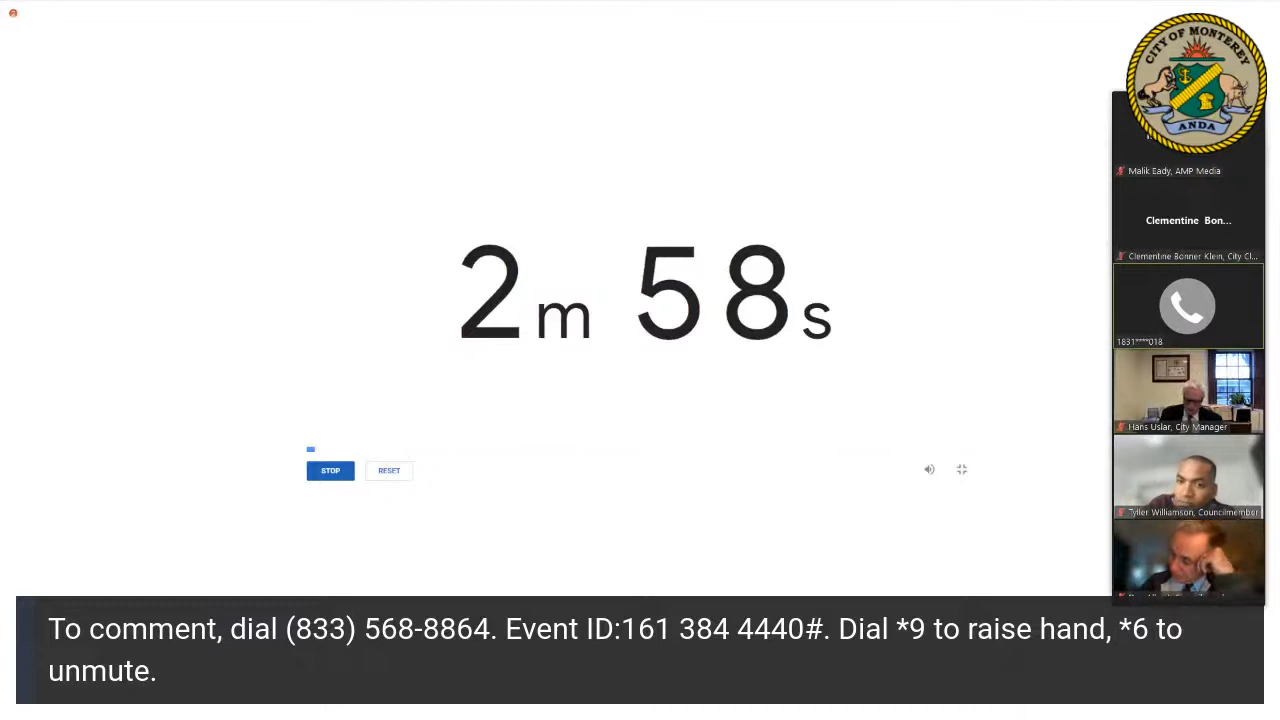 CITY OF MONTEREY
ANDA
Malik Eady, AMP Media
Clementine Bon...
Clementine Bonner Klein, City Cl...
1831****018
Hans Uslar, City Manager
Tyller Williamson, Councilmember
2m 58s
STOP
RESET
To comment, dial (833) 568-8864. Event ID:161 384 4440#. Dial *9 to raise hand, *6 to
unmute.